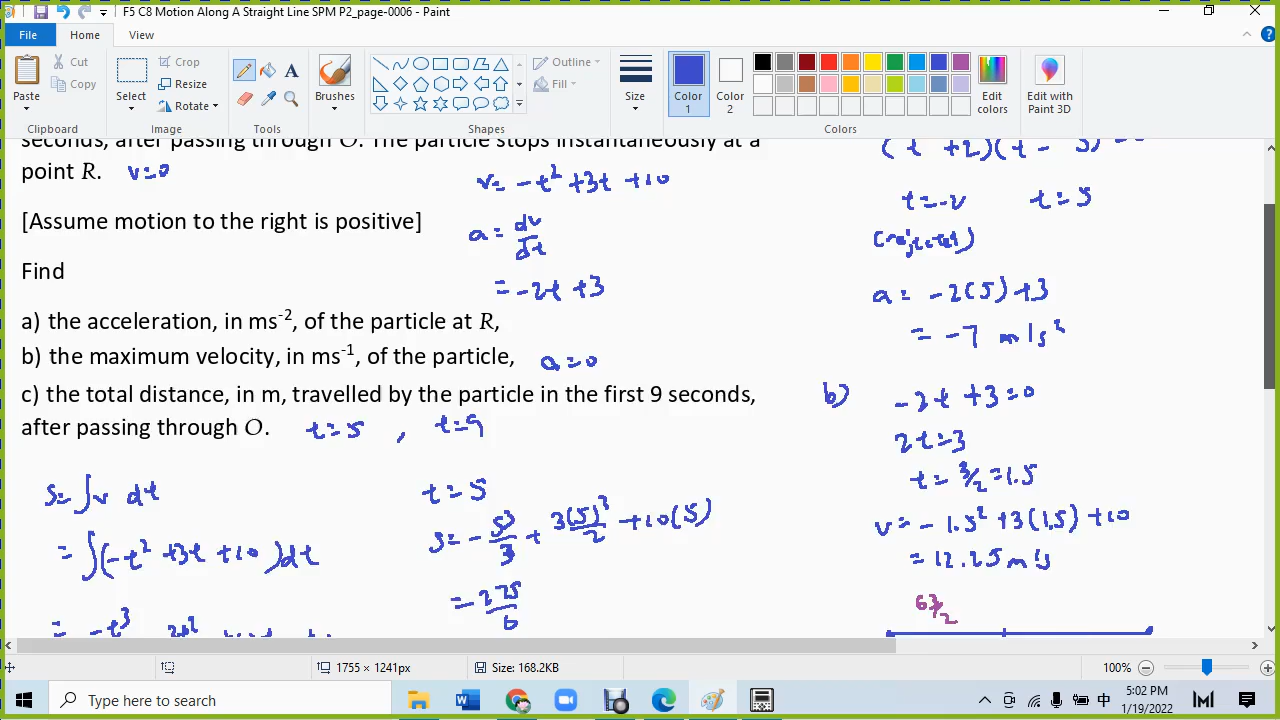 F5 C8 Motion Along A Straight Line SPM P2_page-0006 - Paint
File Home View
Paste
Cut
Copy
Clipboard
Select
Crop
Resize
Rotate
Image
A
Tools
Brushes
Outline
Fill
Shapes
Size
Color 1
Color 2
Edit colors
Colors
Edit with Paint 3D
seconds, after passing through O. The particle stops instantaneously at a
point R. v=0
[Assume motion to the right is positive]
Find
a) the acceleration, in ms-2, of the particle at R,
b) the maximum velocity, in ms-1, of the particle, a=0
c) the total distance, in m, travelled by the particle in the first 9 seconds,
after passing through O. t=5 , t=9
v= -t² +3t +10
a = dv/dt
= -2t +3
s=∫v dt
= ∫(-t² +3t +10)dt
t=5
s= -5³/3 + 3(5)²/2 +10(5)
= 275/6
(t +2)(t - 5) =0
t=-2 t=5
(rejected)
a= -2(5)+3
= -7 m/s²
b) -2t +3=0
2t=3
t= 3/2 =1.5
v= -1.5² +3(1.5) +10
= 12.25 m/s
63/2
1755 × 1241px
Size: 168.2KB
100%
Type here to search
中
5:02 PM
1/19/2022